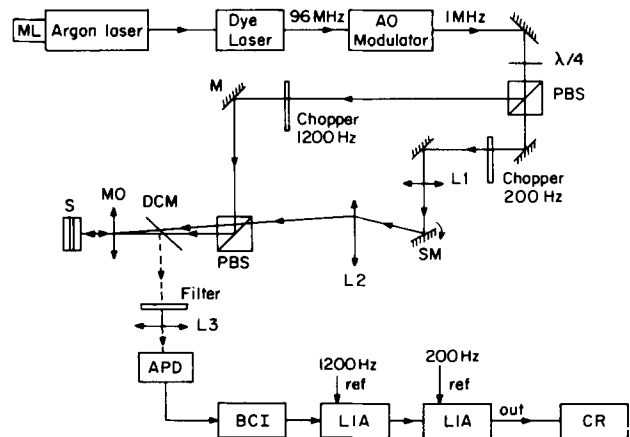 ML
Argon laser
Dye
Laser
96 MHz
AO
Modulator
1 MHz
λ/4
PBS
M
Chopper
1200 Hz
Chopper
200 Hz
L1
S
MO
DCM
PBS
L2
SM
Filter
L3
APD
1200 Hz
ref
200 Hz
ref
BCI
LIA
LIA
out
CR